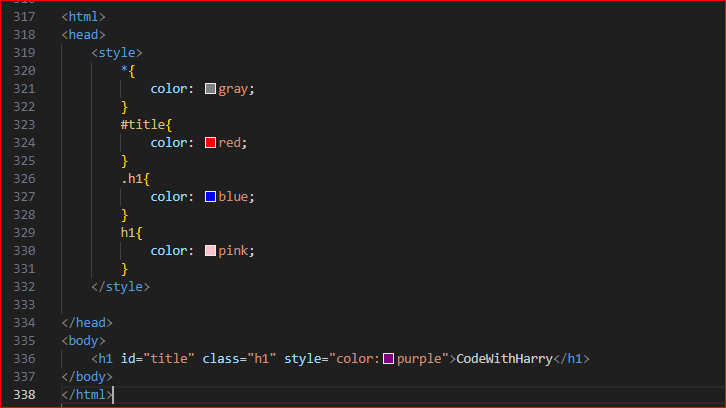 317 <html>
318 <head>
319     <style>
320         *{
321             color: gray;
322         }
323         #title{
324             color: red;
325         }
326         .h1{
327             color: blue;
328         }
329         h1{
330             color: pink;
331         }
332     </style>
333
334 </head>
335 <body>
336     <h1 id="title" class="h1" style="color:purple">CodeWithHarry</h1>
337 </body>
338 </html>